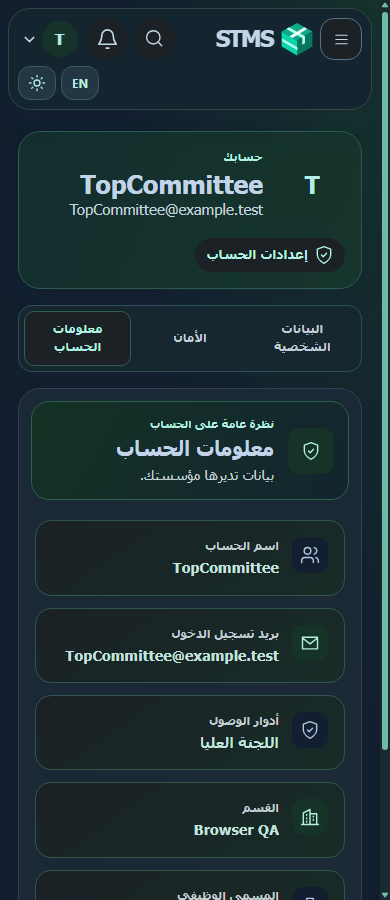 STMS
T
EN
حسابك
T
TopCommittee
TopCommittee@example.test
إعدادات الحساب
البيانات الشخصية
الأمان
معلومات الحساب
نظرة عامة على الحساب
معلومات الحساب
بيانات تديرها مؤسستك.
اسم الحساب
TopCommittee
بريد تسجيل الدخول
TopCommittee@example.test
أدوار الوصول
اللجنة العليا
القسم
Browser QA
المسمى الوظيفي